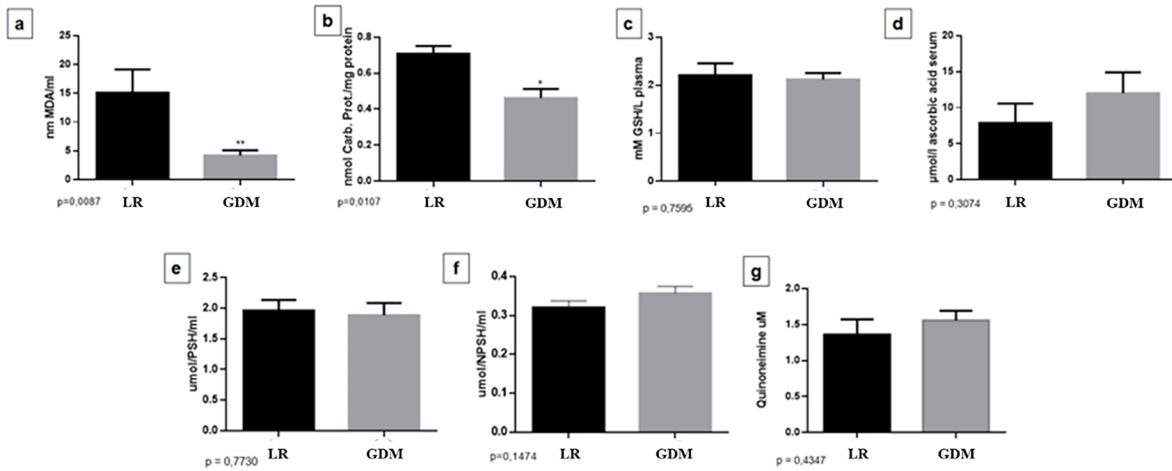 a
nm MDA/ml
25
20
15
10
5
0
**
p=0,0087
LR
GDM
b
nmol Carb. Prot./mg protein
0.8
0.6
0.4
0.2
0.0
*
p=0,0107
LR
GDM
c
mM GSH/L plasma
3
2
1
0
p = 0,7595
LR
GDM
d
µmol/l ascorbic acid serum
20
15
10
5
0
p = 0,3074
LR
GDM
e
umol/PSH/ml
2.5
2.0
1.5
1.0
0.5
0.0
p = 0,7730
LR
GDM
f
umol/NPSH/ml
0.4
0.3
0.2
0.1
0.0
p=0,1474
LR
GDM
g
Quinoneimine uM
2.0
1.5
1.0
0.5
0.0
p = 0,4347
LR
GDM